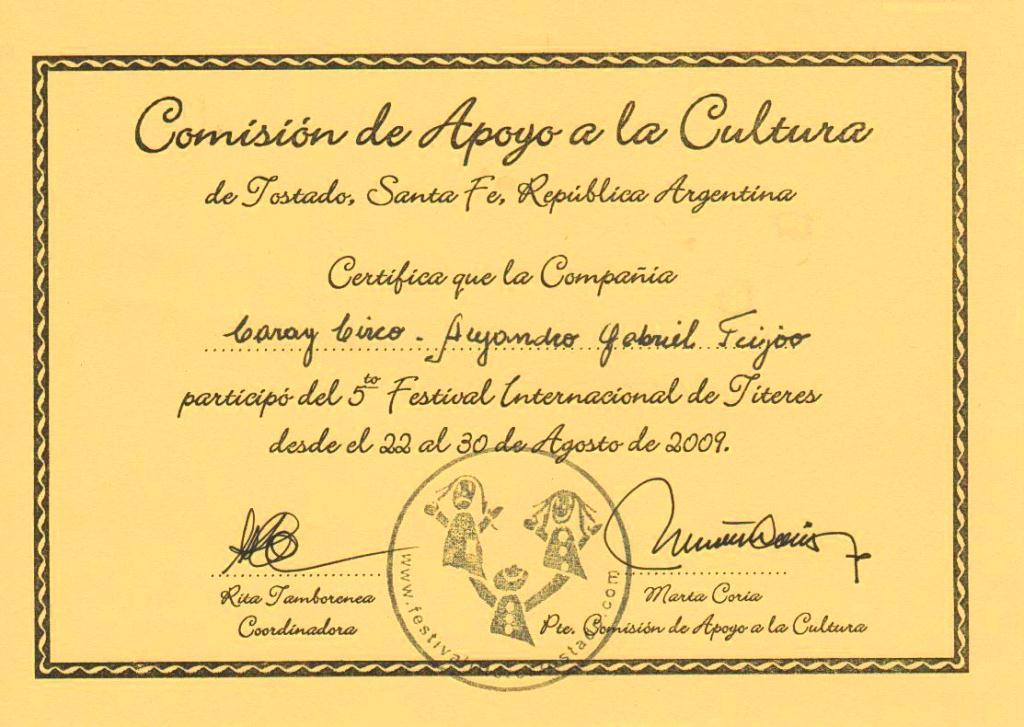 Comisión de Apoyo a la Cultura
de Tostado, Santa Fe, República Argentina
Certifica que la Compañia
Caray Circo - Alejandro Gabriel Feijoo
participó del 5to Festival Internacional de Titeres
desde el 22 al 30 de Agosto de 2009.
Rita Tamborenea
Coordinadora
Marta Coria
Pte. Comisión de Apoyo a la Cultura